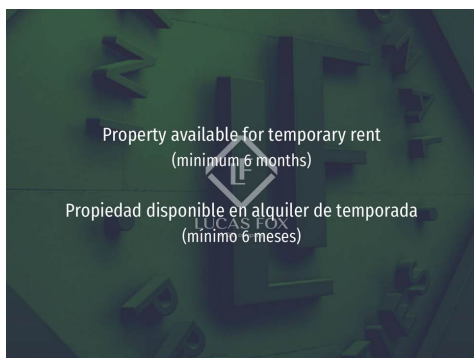 Property available for temporary rent
(minimum 6 months)
LF
Propiedad disponible en alquiler de temporada
LUCAS FOX
(mínimo 6 meses)